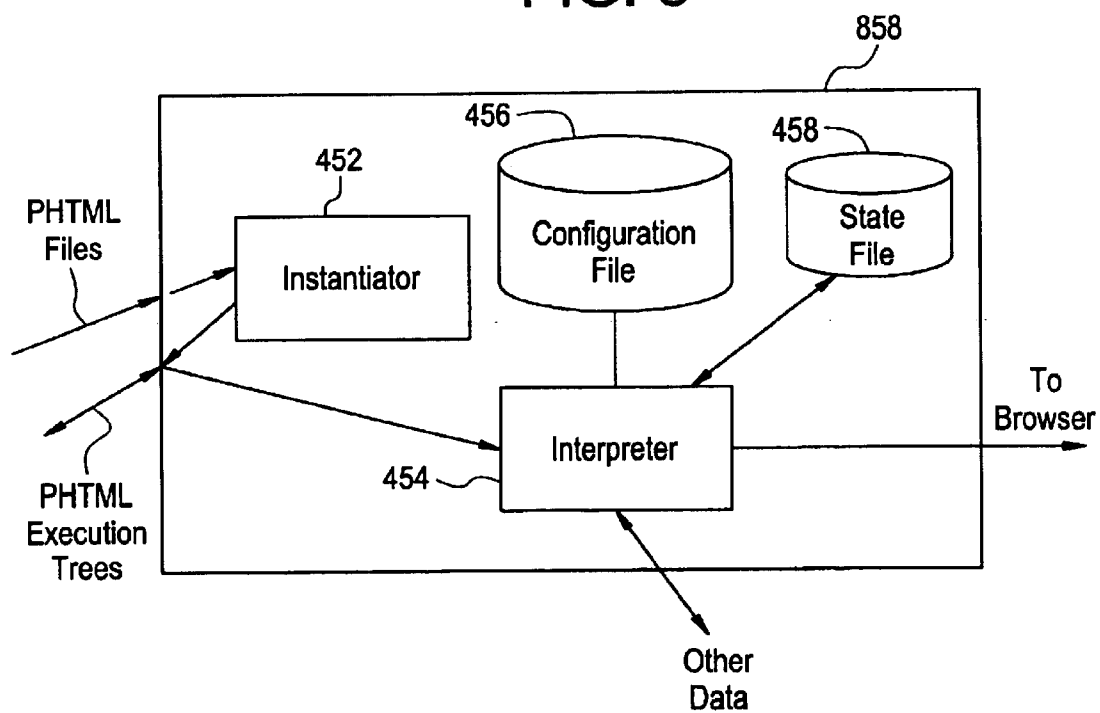 858
456
458
452
PHTML
Files
Instantiator
Configuration
File
State
File
To
Browser
Interpreter
454
PHTML
Execution
Trees
Other
Data